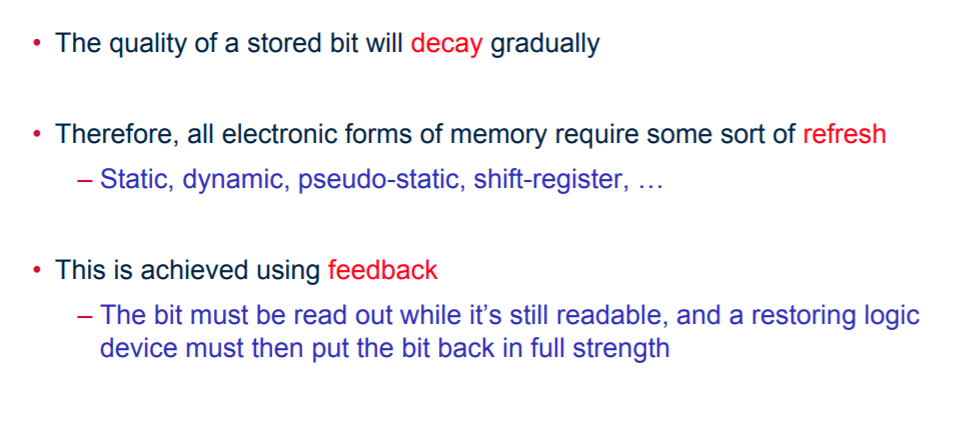 • The quality of a stored bit will decay gradually
• Therefore, all electronic forms of memory require some sort of refresh
– Static, dynamic, pseudo-static, shift-register, …
• This is achieved using feedback
– The bit must be read out while it's still readable, and a restoring logic
device must then put the bit back in full strength